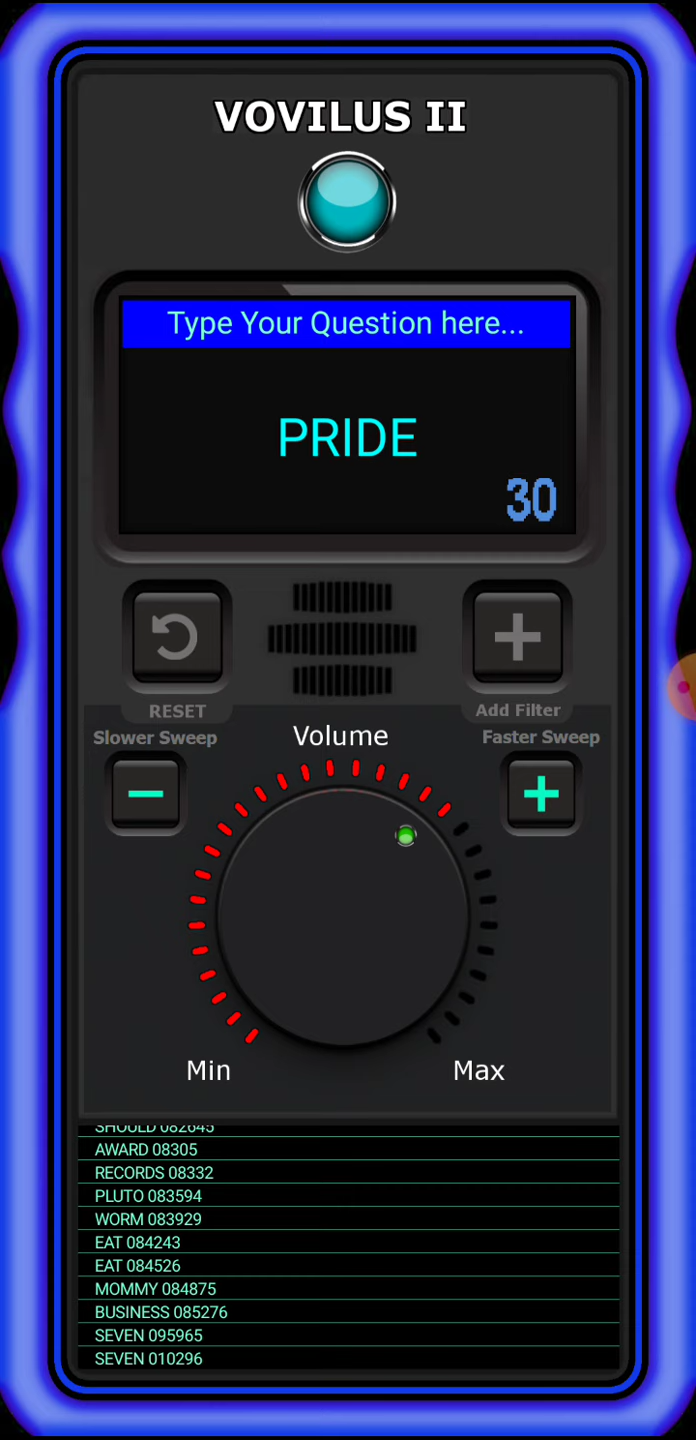 VOVILUS II
Type Your Question here...
PRIDE
30
RESET
Add Filter
Slower Sweep
Volume
Faster Sweep
Min
Max
SHOULD 082645
AWARD 08305
RECORDS 08332
PLUTO 083594
WORM 083929
EAT 084243
EAT 084526
MOMMY 084875
BUSINESS 085276
SEVEN 095965
SEVEN 010296